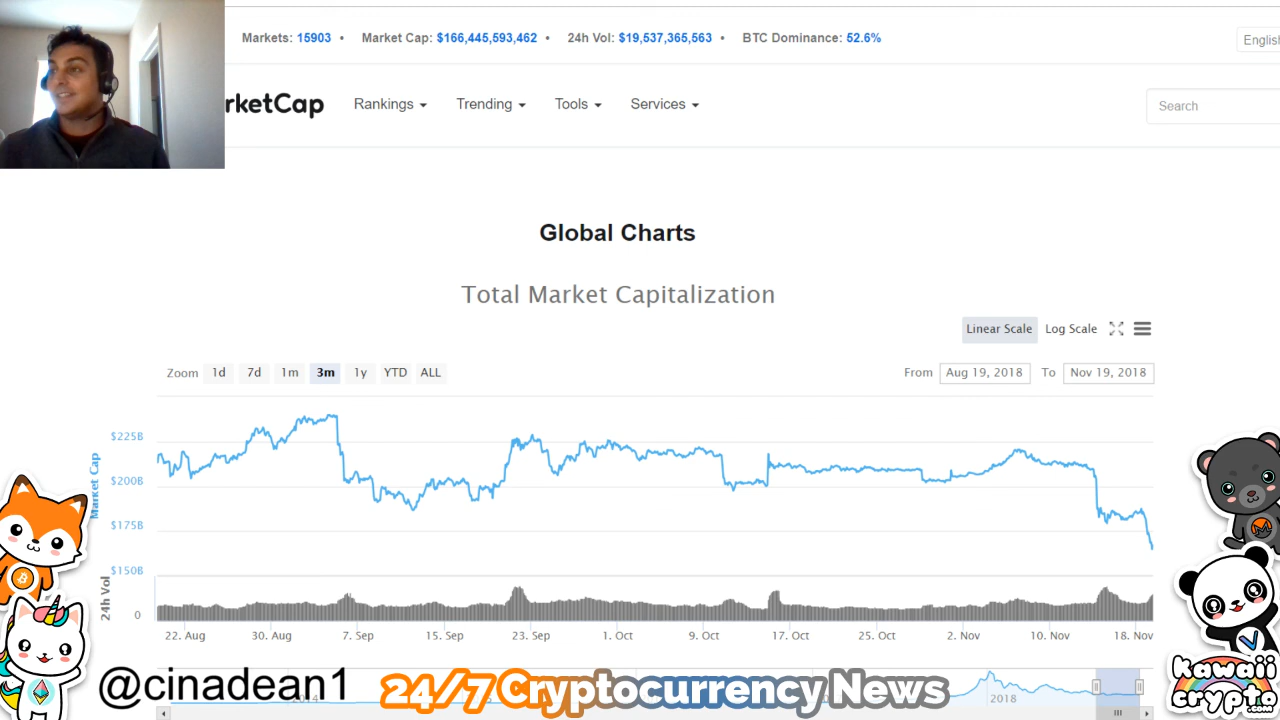 Markets: 15903 • Market Cap: $166,445,593,462 • 24h Vol: $19,537,365,563 • BTC Dominance: 52.6%
English
rketCap Rankings Trending Tools Services
Search
Global Charts
Total Market Capitalization
Linear Scale Log Scale
Zoom 1d 7d 1m 3m 1y YTD ALL From Aug 19, 2018 To Nov 19, 2018
$225B
$200B
$175B
$150B
0
Market Cap
24h Vol
22. Aug 30. Aug 7. Sep 15. Sep 23. Sep 1. Oct 9. Oct 17. Oct 25. Oct 2. Nov 10. Nov 18. Nov
2014 2018
@cinadean1
24/7 Cryptocurrency News
kawaii
crypto
.com